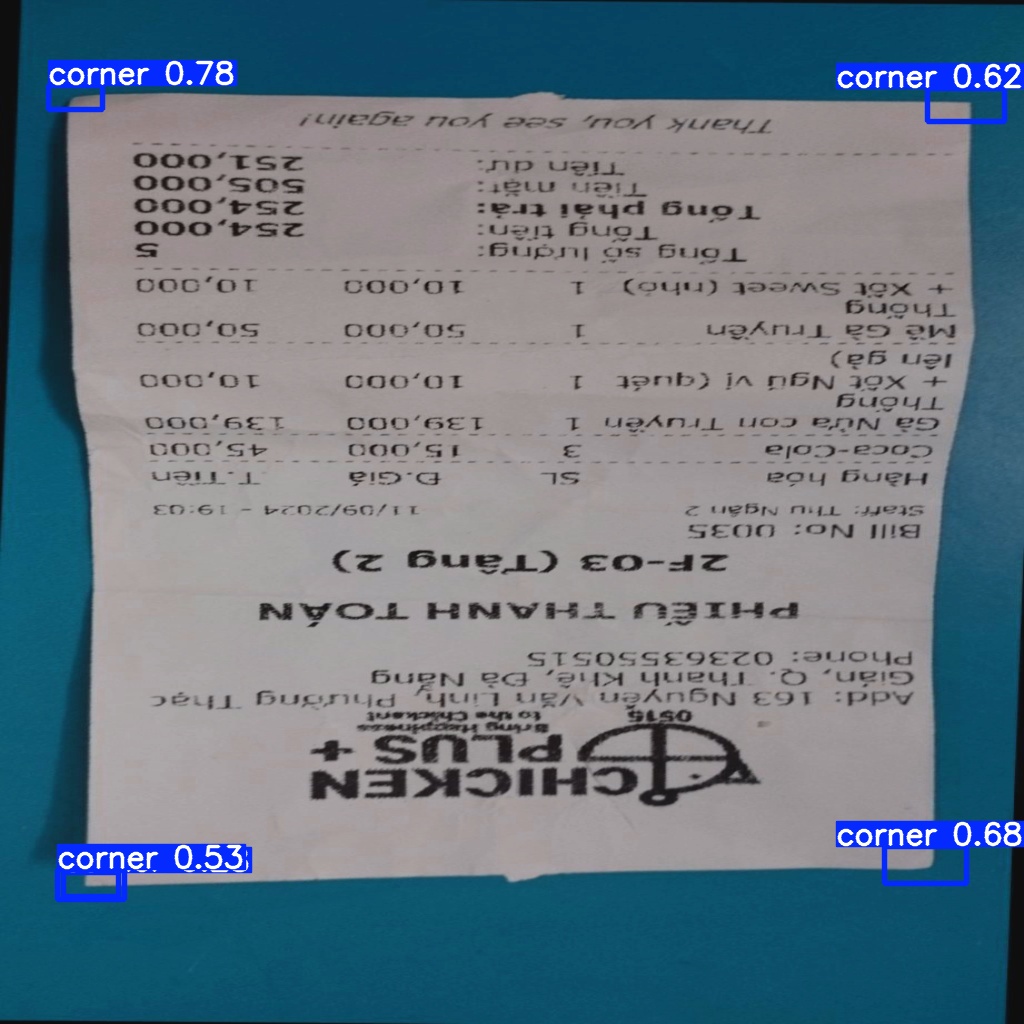 corner 0.78
corner 0.62
CHICKEN
PLUS +
Bring Happiness
to the Chickent
0515
Add: 163 Nguyễn Văn Linh, Phường Thạc
Gián, Q. Thanh Khê, Đà Nẵng
Phone: 02363550515
PHIẾU THANH TOÁN
2F-03 (Tầng 2)
Bill No: 0035
Staff: Thu Ngân 2 11/09/2024 - 19:03
Hàng hóa SL Đ.Giá T.Tiền
Coca-Cola 3 15,000 45,000
Gà Nửa con Truyền 1 139,000 139,000
Thống
+ Xốt Ngũ vị (quét 1 10,000 10,000
lên gà)
Mề Gà Truyền 1 50,000 50,000
Thống
+ Xốt Sweet (nhỏ) 1 10,000 10,000
Tổng số lượng: 5
Tổng tiền: 254,000
Tổng phải trả: 254,000
Tiền mặt: 505,000
Tiền dư: 251,000
Thank you, see you again!
corner 0.53
corner 0.68